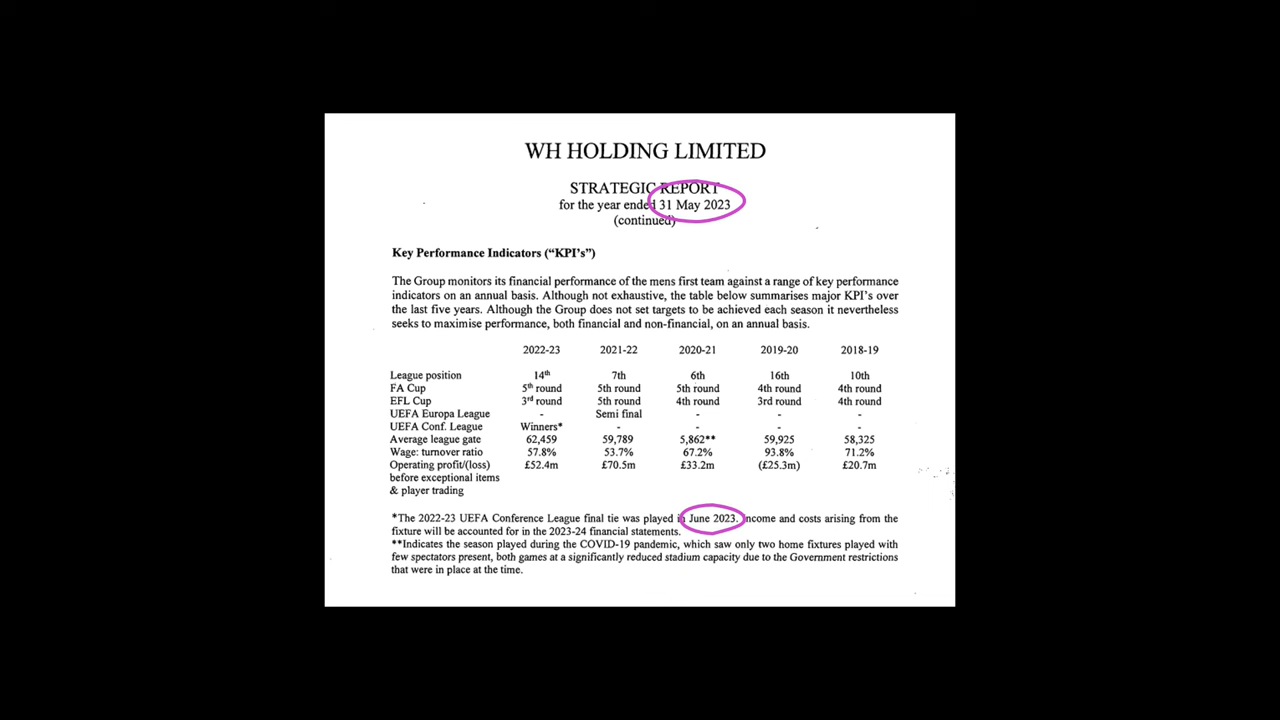 WH HOLDING LIMITED
STRATEGIC REPORT
for the year ended 31 May 2023
(continued)
Key Performance Indicators (“KPI’s”)
The Group monitors its financial performance of the mens first team against a range of key performance
indicators on an annual basis. Although not exhaustive, the table below summarises major KPI’s over
the last five years. Although the Group does not set targets to be achieved each season it nevertheless
seeks to maximise performance, both financial and non-financial, on an annual basis.
2022-23 2021-22 2020-21 2019-20 2018-19
League position 14th 7th 6th 16th 10th
FA Cup 5th round 5th round 5th round 4th round 4th round
EFL Cup 3rd round 5th round 4th round 3rd round 4th round
UEFA Europa League - Semi final - - -
UEFA Conf. League Winners* - - - -
Average league gate 62,459 59,789 5,862** 59,925 58,325
Wage: turnover ratio 57.8% 53.7% 67.2% 93.8% 71.2%
Operating profit/(loss) £52.4m £70.5m £33.2m (£25.3m) £20.7m
before exceptional items
& player trading
*The 2022-23 UEFA Conference League final tie was played in June 2023. Income and costs arising from the
fixture will be accounted for in the 2023-24 financial statements.
**Indicates the season played during the COVID-19 pandemic, which saw only two home fixtures played with
few spectators present, both games at a significantly reduced stadium capacity due to the Government restrictions
that were in place at the time.